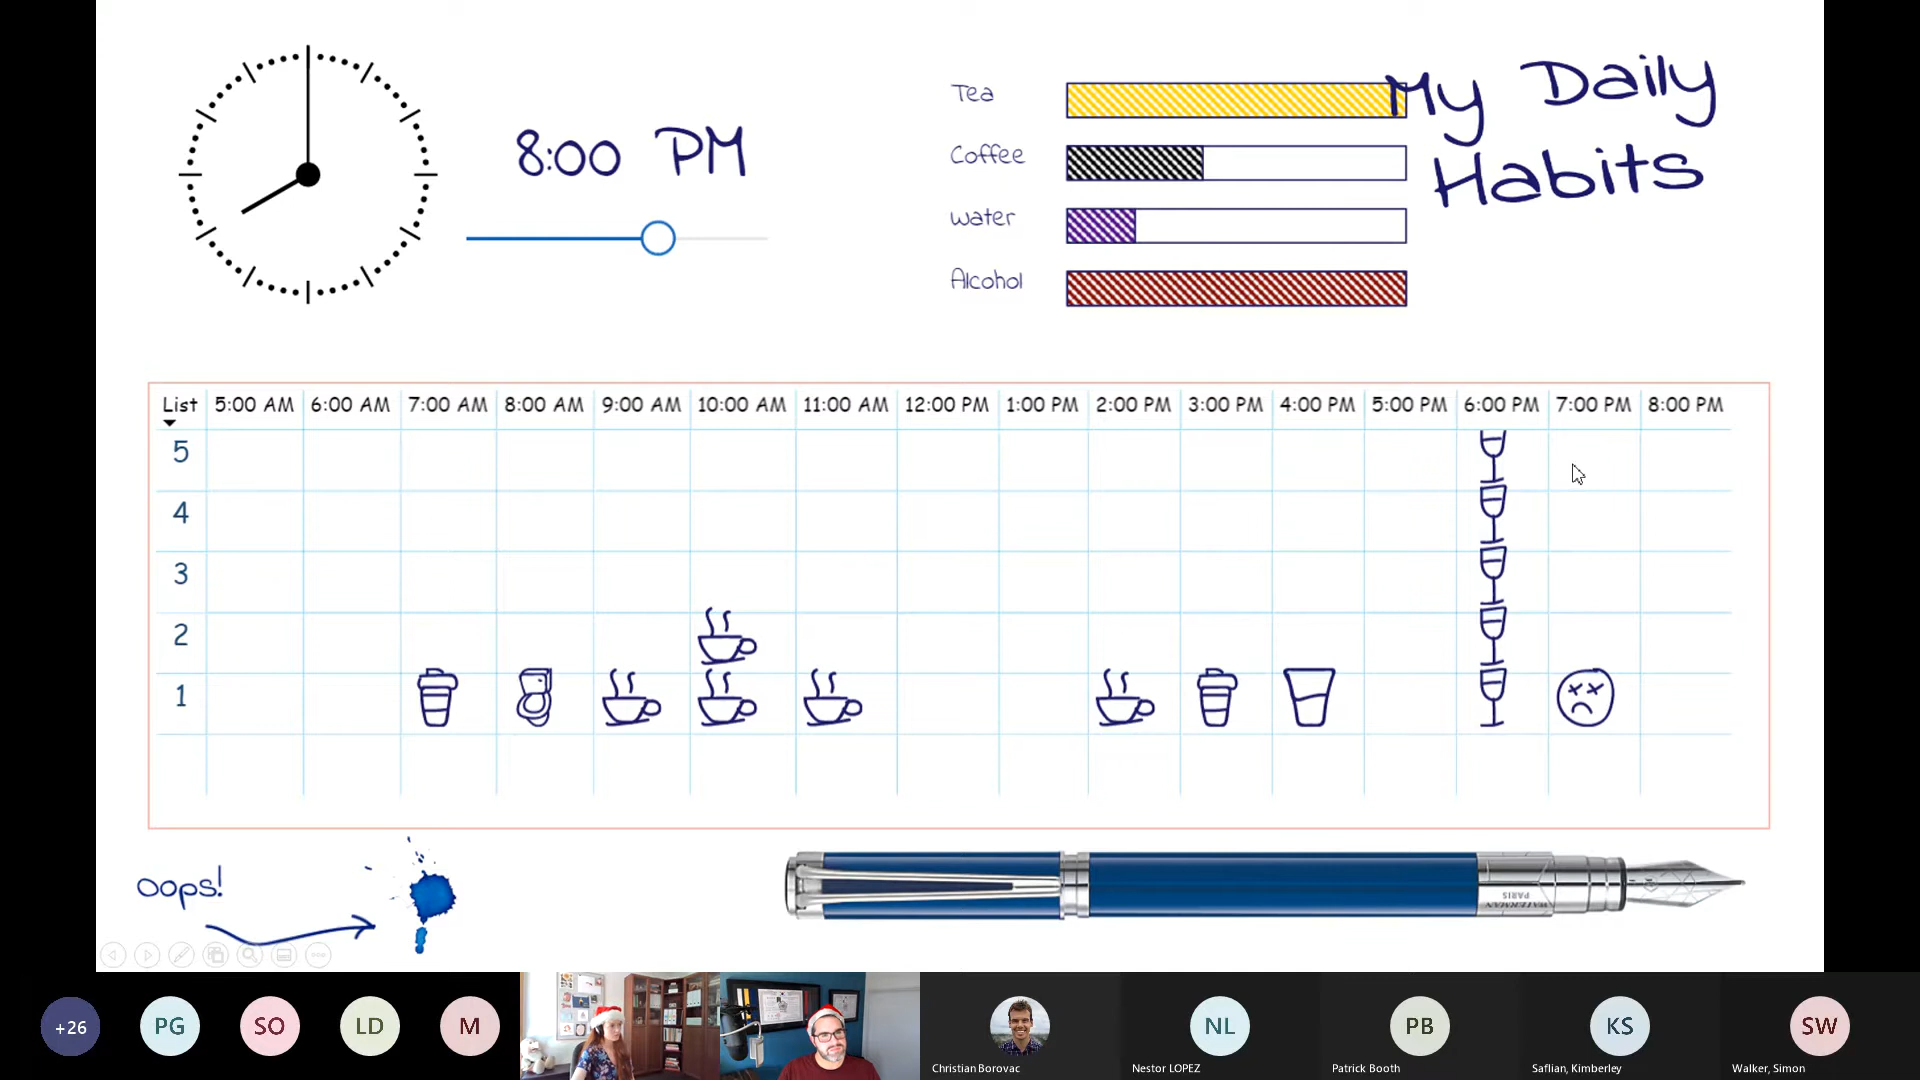 My Daily
Habits
8:00 PM
Tea
Coffee
water
Alcohol
List 5:00 AM 6:00 AM 7:00 AM 8:00 AM 9:00 AM 10:00 AM 11:00 AM 12:00 PM 1:00 PM 2:00 PM 3:00 PM 4:00 PM 5:00 PM 6:00 PM 7:00 PM 8:00 PM
5
4
3
2
1
oops!
WATERMAN
PARIS
+26 PG SO LD M NL PB KS SW
Christian Borovac Nestor LOPEZ Patrick Booth Saflian, Kimberley Walker, Simon